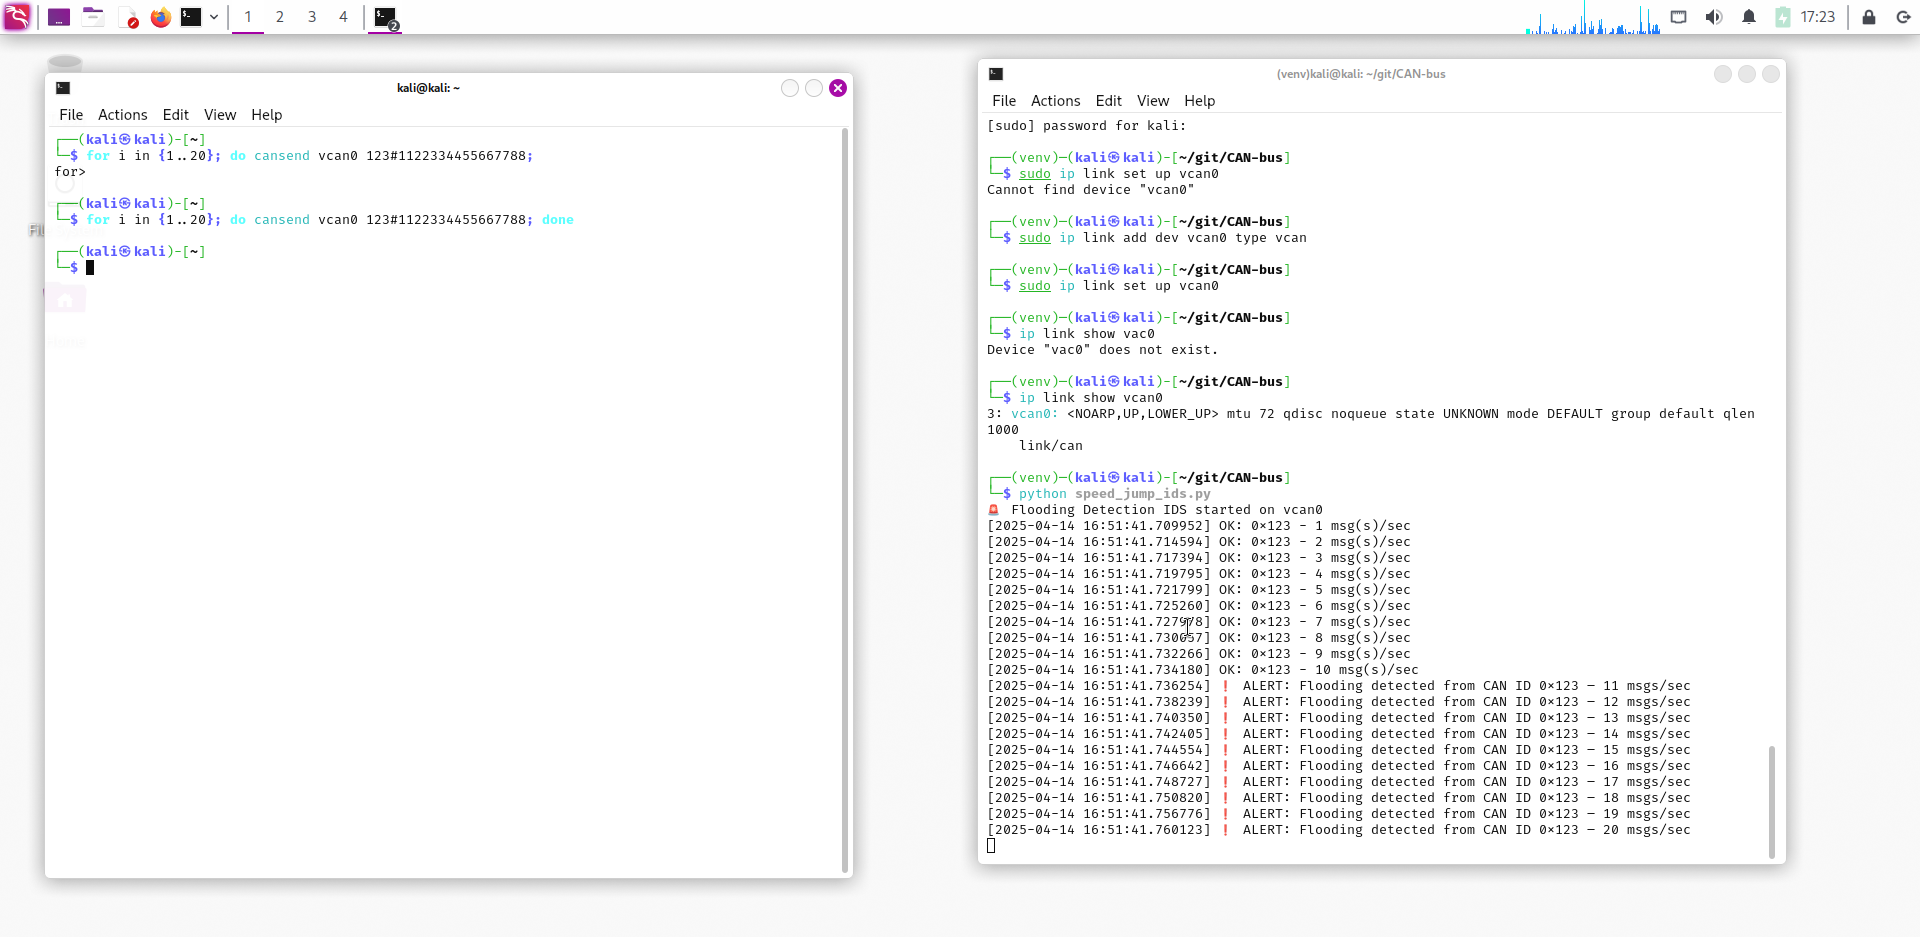 1 2 3 4
2
17:23
kali@kali: ~
File Actions Edit View Help
┌──(kali㉿kali)-[~]
└─$ for i in {1..20}; do cansend vcan0 123#1122334455667788;
for>
┌──(kali㉿kali)-[~]
└─$ for i in {1..20}; do cansend vcan0 123#1122334455667788; done
┌──(kali㉿kali)-[~]
└─$
(venv)kali@kali: ~/git/CAN-bus
File Actions Edit View Help
[sudo] password for kali:
┌──(venv)─(kali㉿kali)-[~/git/CAN-bus]
└─$ sudo ip link set up vcan0
Cannot find device "vcan0"
┌──(venv)─(kali㉿kali)-[~/git/CAN-bus]
└─$ sudo ip link add dev vcan0 type vcan
┌──(venv)─(kali㉿kali)-[~/git/CAN-bus]
└─$ sudo ip link set up vcan0
┌──(venv)─(kali㉿kali)-[~/git/CAN-bus]
└─$ ip link show vac0
Device "vac0" does not exist.
┌──(venv)─(kali㉿kali)-[~/git/CAN-bus]
└─$ ip link show vcan0
3: vcan0: <NOARP,UP,LOWER_UP> mtu 72 qdisc noqueue state UNKNOWN mode DEFAULT group default qlen
1000
link/can
┌──(venv)─(kali㉿kali)-[~/git/CAN-bus]
└─$ python speed_jump_ids.py
🚨 Flooding Detection IDS started on vcan0
[2025-04-14 16:51:41.709952] OK: 0×123 - 1 msg(s)/sec
[2025-04-14 16:51:41.714594] OK: 0×123 - 2 msg(s)/sec
[2025-04-14 16:51:41.717394] OK: 0×123 - 3 msg(s)/sec
[2025-04-14 16:51:41.719795] OK: 0×123 - 4 msg(s)/sec
[2025-04-14 16:51:41.721799] OK: 0×123 - 5 msg(s)/sec
[2025-04-14 16:51:41.725260] OK: 0×123 - 6 msg(s)/sec
[2025-04-14 16:51:41.727978] OK: 0×123 - 7 msg(s)/sec
[2025-04-14 16:51:41.730657] OK: 0×123 - 8 msg(s)/sec
[2025-04-14 16:51:41.732266] OK: 0×123 - 9 msg(s)/sec
[2025-04-14 16:51:41.734180] OK: 0×123 - 10 msg(s)/sec
[2025-04-14 16:51:41.736254] ❗ ALERT: Flooding detected from CAN ID 0×123 — 11 msgs/sec
[2025-04-14 16:51:41.738239] ❗ ALERT: Flooding detected from CAN ID 0×123 — 12 msgs/sec
[2025-04-14 16:51:41.740350] ❗ ALERT: Flooding detected from CAN ID 0×123 — 13 msgs/sec
[2025-04-14 16:51:41.742405] ❗ ALERT: Flooding detected from CAN ID 0×123 — 14 msgs/sec
[2025-04-14 16:51:41.744554] ❗ ALERT: Flooding detected from CAN ID 0×123 — 15 msgs/sec
[2025-04-14 16:51:41.746642] ❗ ALERT: Flooding detected from CAN ID 0×123 — 16 msgs/sec
[2025-04-14 16:51:41.748727] ❗ ALERT: Flooding detected from CAN ID 0×123 — 17 msgs/sec
[2025-04-14 16:51:41.750820] ❗ ALERT: Flooding detected from CAN ID 0×123 — 18 msgs/sec
[2025-04-14 16:51:41.756776] ❗ ALERT: Flooding detected from CAN ID 0×123 — 19 msgs/sec
[2025-04-14 16:51:41.760123] ❗ ALERT: Flooding detected from CAN ID 0×123 — 20 msgs/sec